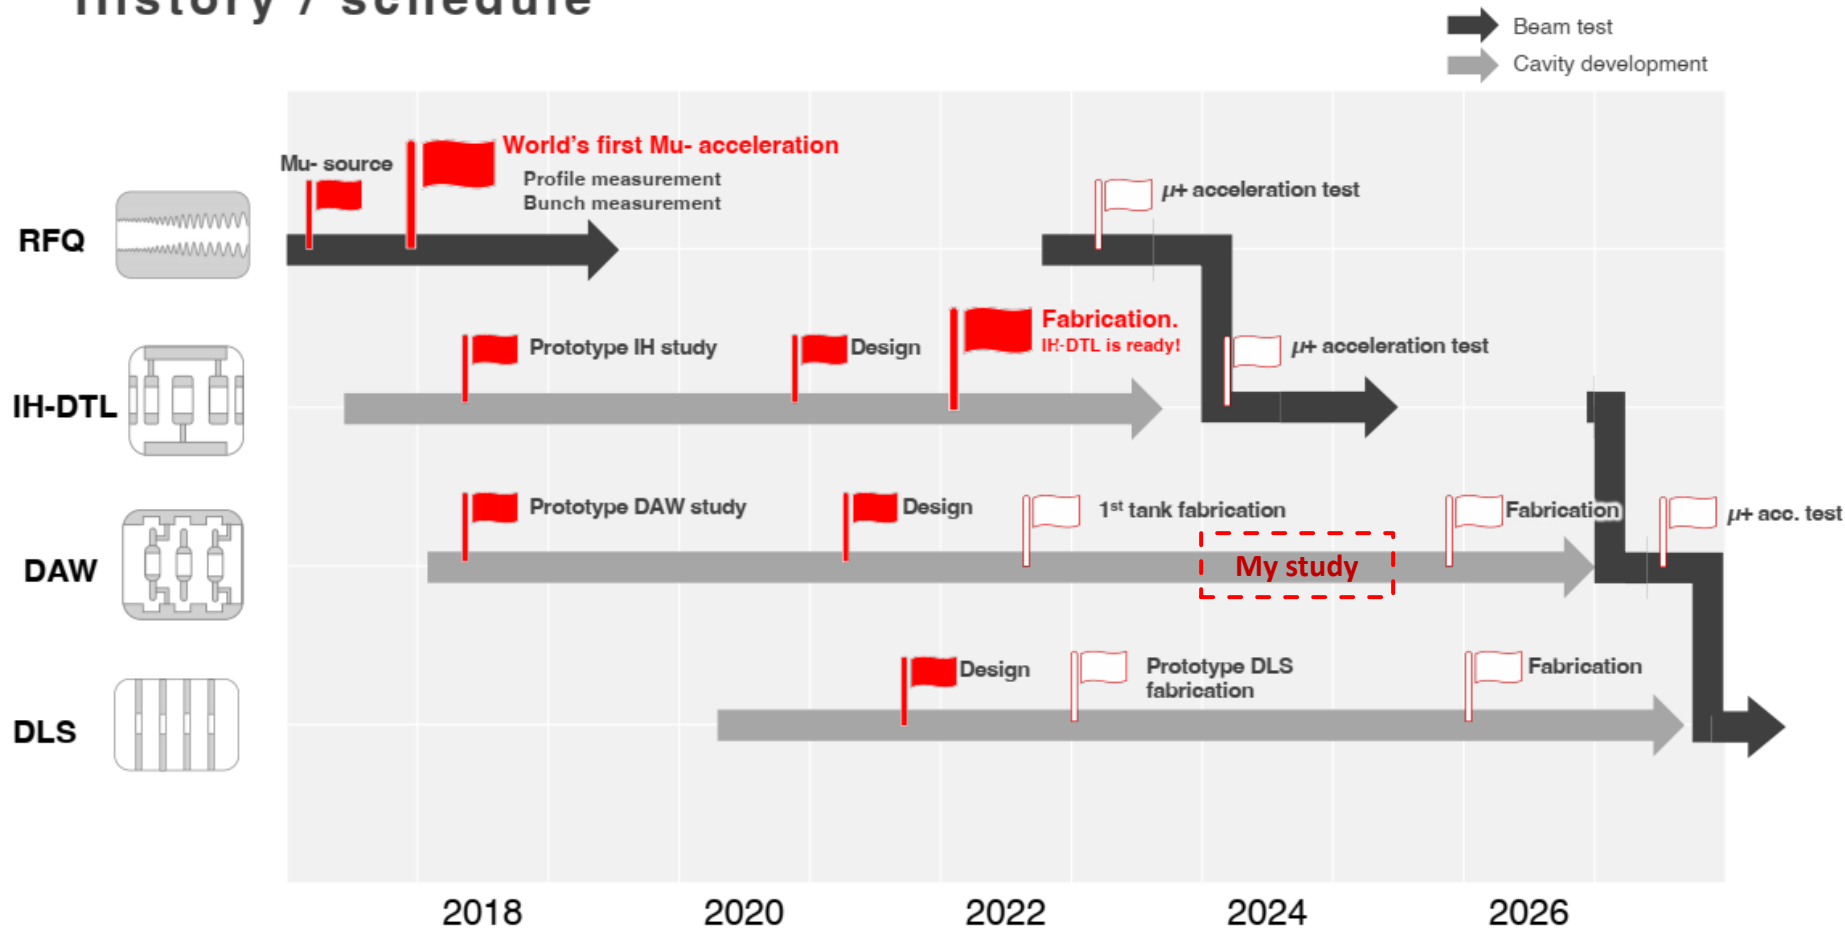 History / schedule
Beam test
Cavity development
World's first Mu- acceleration
Mu- source
Profile measurement
Bunch measurement
μ+ acceleration test
RFQ
Fabrication.
IH-DTL is ready!
Prototype IH study
Design
μ+ acceleration test
IH-DTL
Prototype DAW study
Design
1st tank fabrication
Fabrication
μ+ acc. test
My study
DAW
Design
Prototype DLS
fabrication
Fabrication
DLS
2018
2020
2022
2024
2026